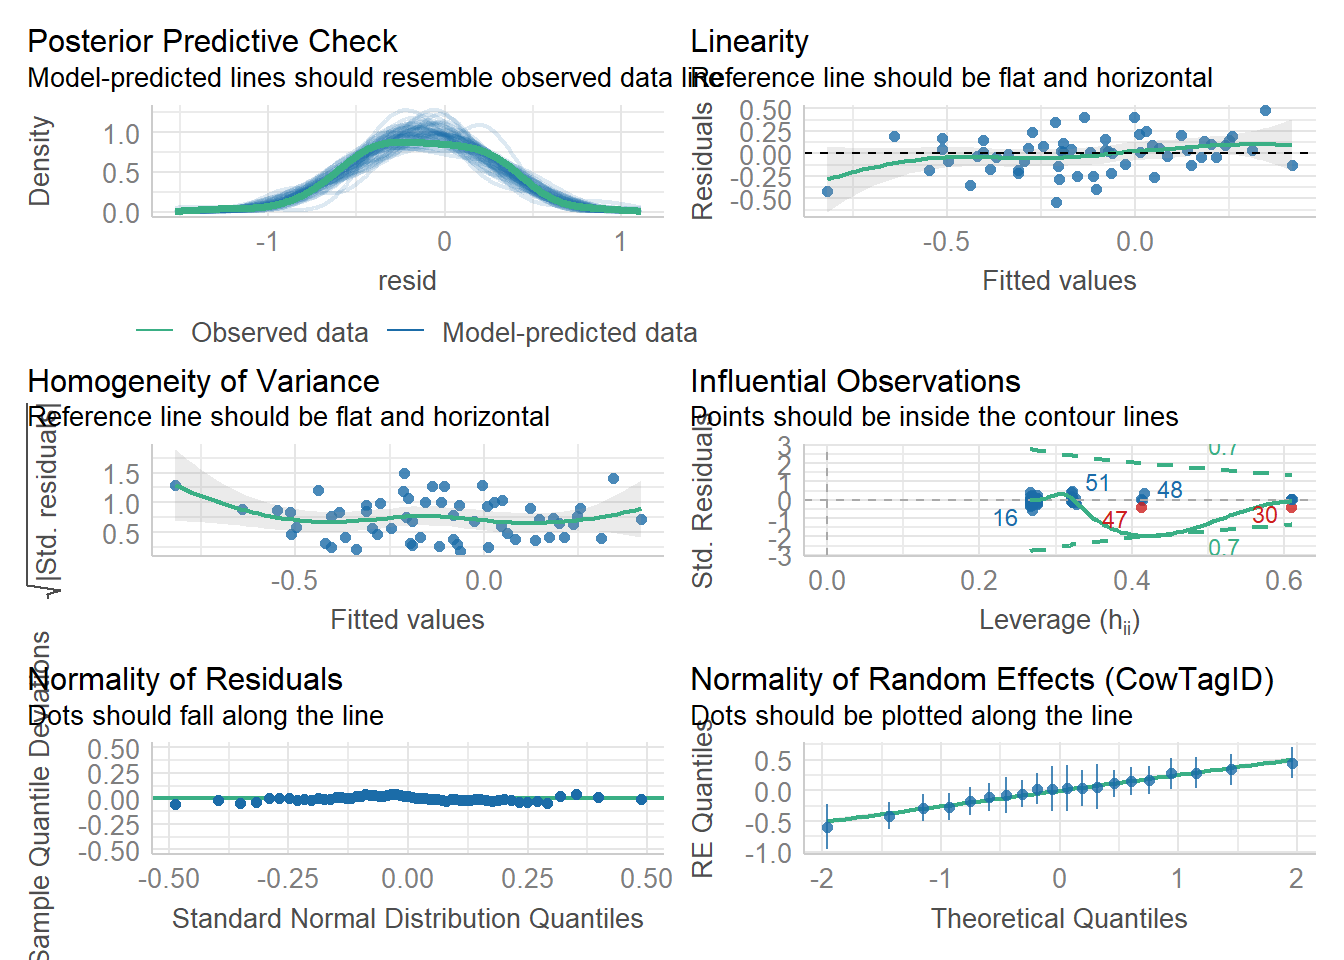 Posterior Predictive Check
Model-predicted lines should resemble observed data line
Density
1.0
0.5
0.0
-1 0 1
resid
Observed data Model-predicted data
Linearity
Reference line should be flat and horizontal
Residuals
0.50
0.25
0.00
-0.25
-0.50
-0.5 0.0
Fitted values
Homogeneity of Variance
Reference line should be flat and horizontal
√|Std. residuals|
1.5
1.0
0.5
-0.5 0.0
Fitted values
Influential Observations
Points should be inside the contour lines
Std. Residuals
3
2
1
0
-1
-2
-3
0.7
51
48
16
47
30
0.7
0.0 0.2 0.4 0.6
Leverage (hii)
Normality of Residuals
Dots should fall along the line
Sample Quantile Deviations
0.50
0.25
0.00
-0.25
-0.50
-0.50 -0.25 0.00 0.25 0.50
Standard Normal Distribution Quantiles
Normality of Random Effects (CowTagID)
Dots should be plotted along the line
RE Quantiles
0.5
0.0
-0.5
-1.0
-2 -1 0 1 2
Theoretical Quantiles